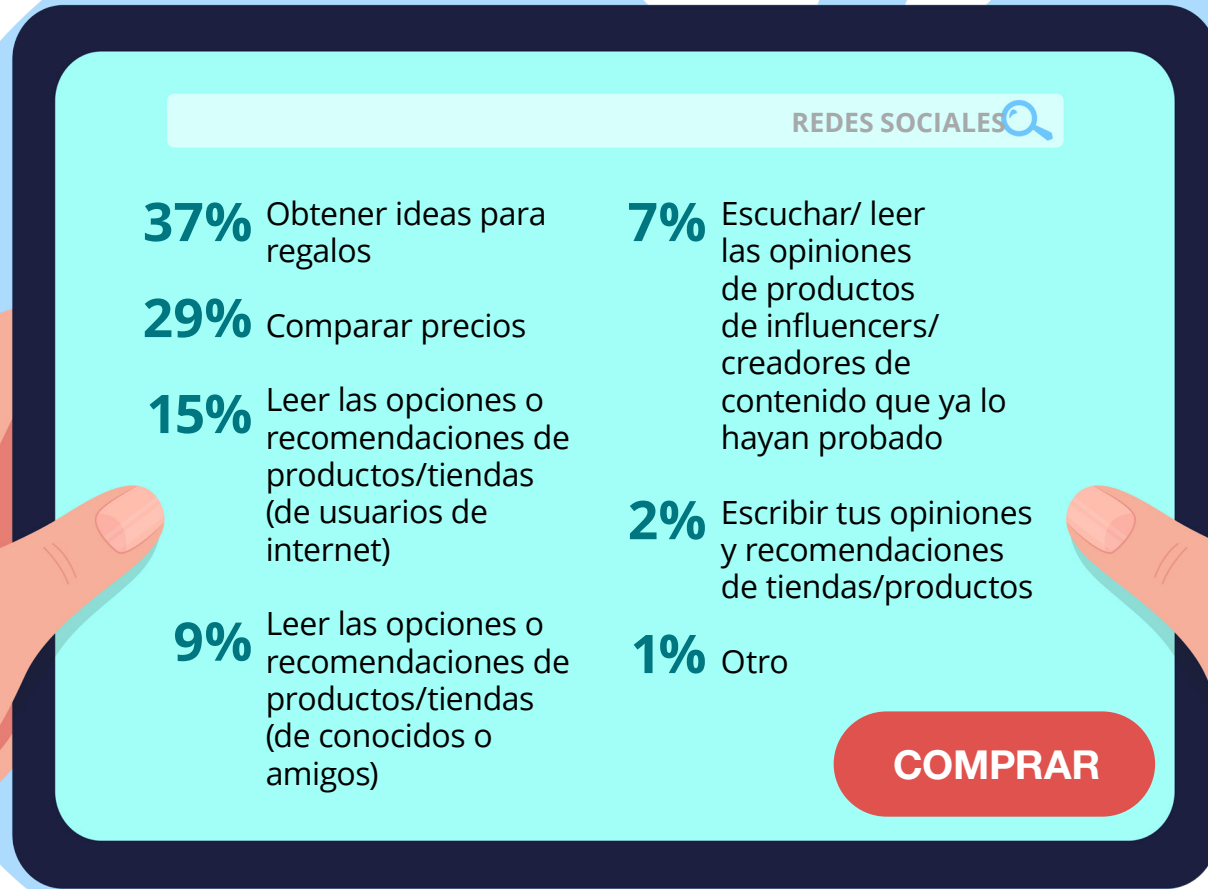 REDES SOCIALES
37% Obtener ideas para
regalos
29% Comparar precios
15% Leer las opciones o
recomendaciones de
productos/tiendas
(de usuarios de
internet)
9% Leer las opciones o
recomendaciones de
productos/tiendas
(de conocidos o
amigos)
7% Escuchar/ leer
las opiniones
de productos
de influencers/
creadores de
contenido que ya lo
hayan probado
2% Escribir tus opiniones
y recomendaciones
de tiendas/productos
1% Otro
COMPRAR